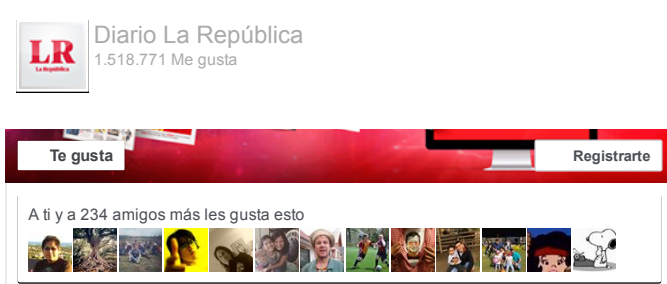 LR
La República
Diario La República
1.518.771 Me gusta
Te gusta
Registrarte
A ti y a 234 amigos más les gusta esto